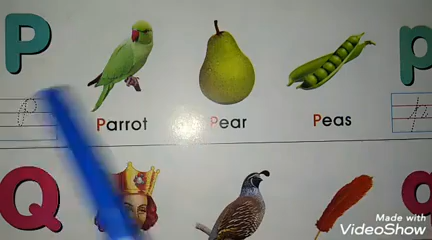 P p
P p
Parrot Pear Peas
Q q
Made with
VideoShow